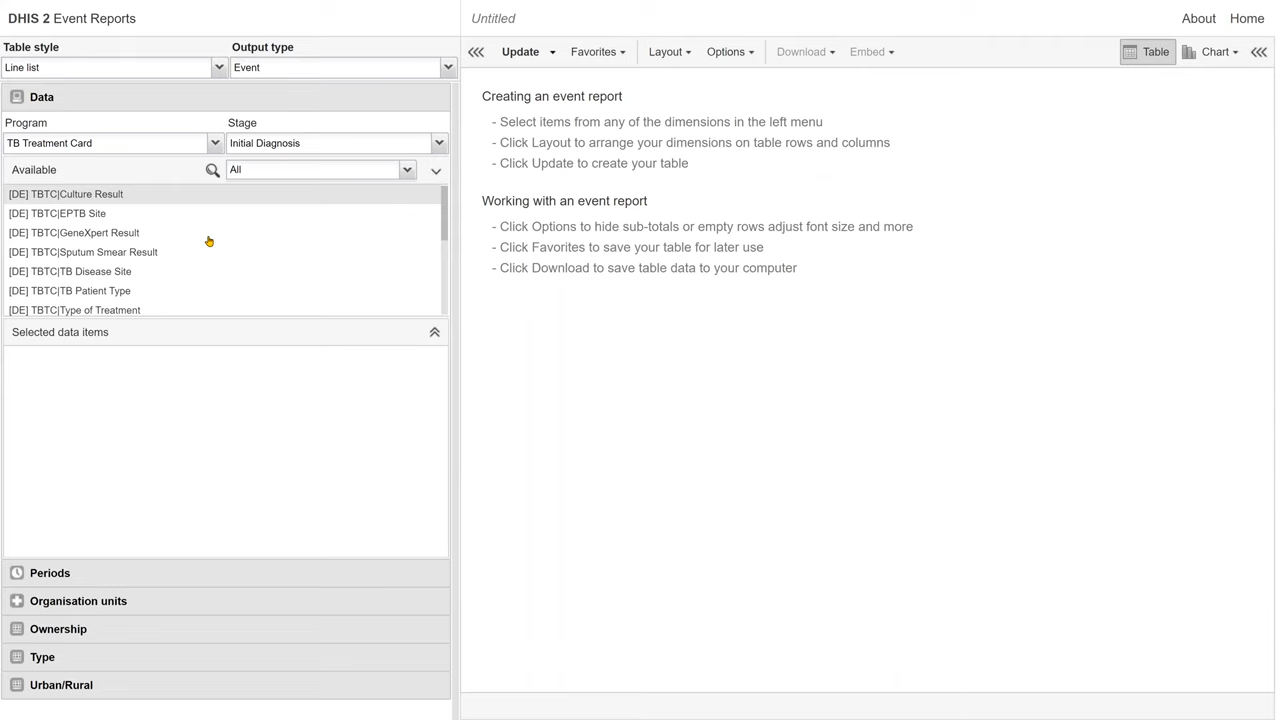 DHIS 2 Event Reports
Untitled
About
Home
Table style
Output type
Line list
Event
Update
Favorites
Layout
Options
Download
Embed
Table
Chart
Data
Program
Stage
TB Treatment Card
Initial Diagnosis
Available
All
[DE] TBTC|Culture Result
[DE] TBTC|EPTB Site
[DE] TBTC|GeneXpert Result
[DE] TBTC|Sputum Smear Result
[DE] TBTC|TB Disease Site
[DE] TBTC|TB Patient Type
[DE] TBTC|Type of Treatment
Selected data items
Periods
Organisation units
Ownership
Type
Urban/Rural
Creating an event report
- Select items from any of the dimensions in the left menu
- Click Layout to arrange your dimensions on table rows and columns
- Click Update to create your table
Working with an event report
- Click Options to hide sub-totals or empty rows adjust font size and more
- Click Favorites to save your table for later use
- Click Download to save table data to your computer